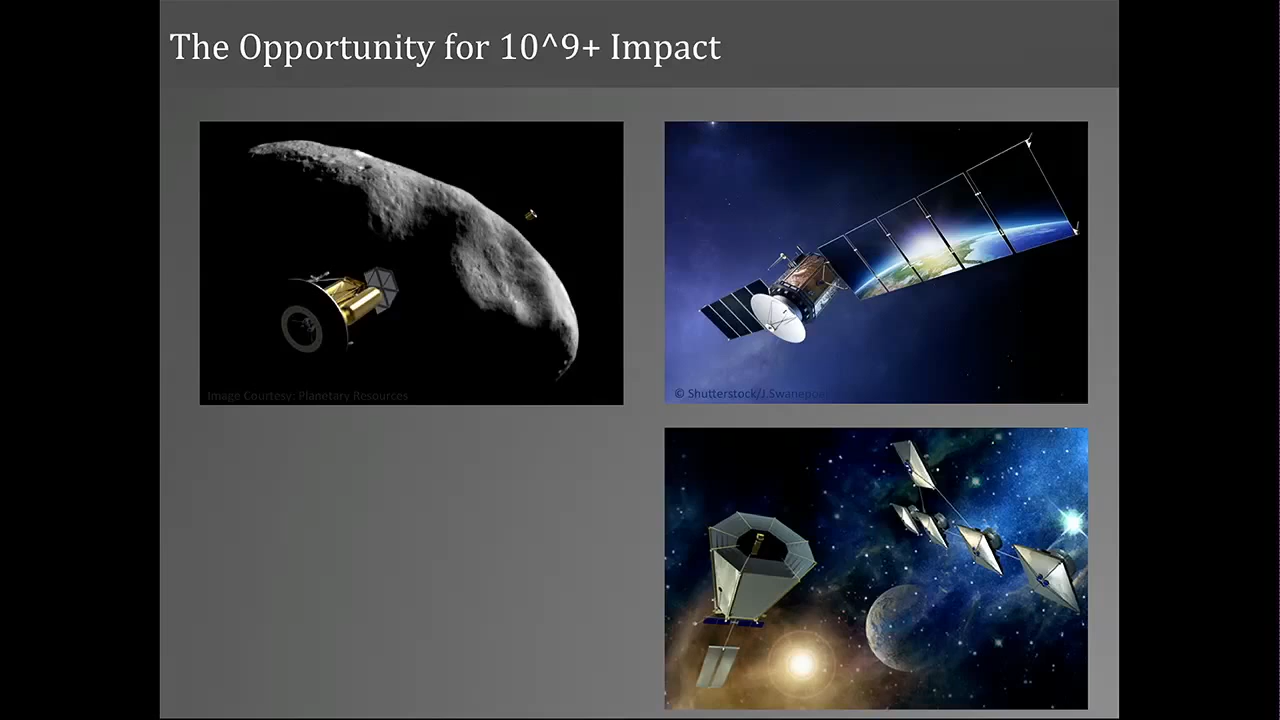 The Opportunity for 10^9+ Impact
Image Courtesy: Planetary Resources
© Shutterstock/J.Swanepoel